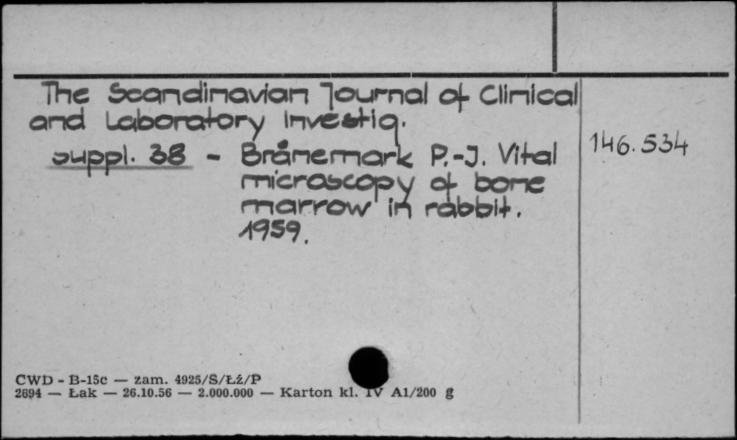 The Scandinavian Journal of Clinical
and Laboratory Investig.
suppl. 38 - Brånemark P.-J. Vital
microscopy of bone
marrow in rabbit.
1959.
146.534
CWD - B-15c — zam. 4925/S/Łź/P
2694 — Łak — 26.10.56 — 2.000.000 — Karton kl. IV A1/200 g